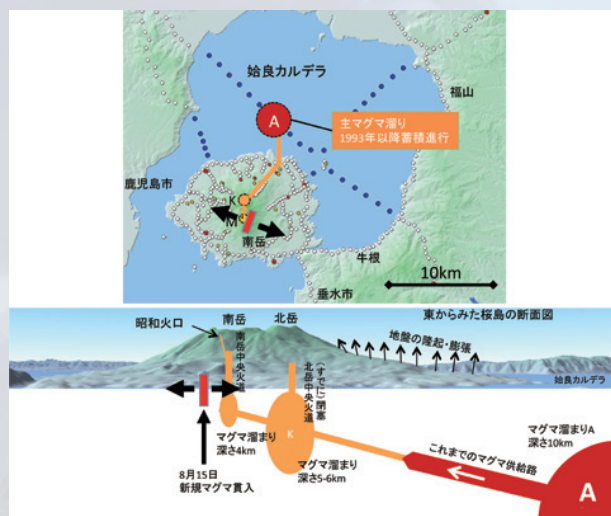 姶良カルデラ
福山
A
主マグマ溜り
1993年以降蓄積進行
鹿児島市
K
M
南岳
牛根
10km
垂水市
東からみた桜島の断面図
昭和火口
南岳
北岳
地盤の隆起・膨張
姶良カルデラ
南岳中央火道
北岳中央火道
(すでに)閉塞
K
マグマ溜まり
深さ4km
マグマ溜まり
深さ5-6km
これまでのマグマ供給路
マグマ溜まりA
深さ10km
A
8月15日
新規マグマ貫入